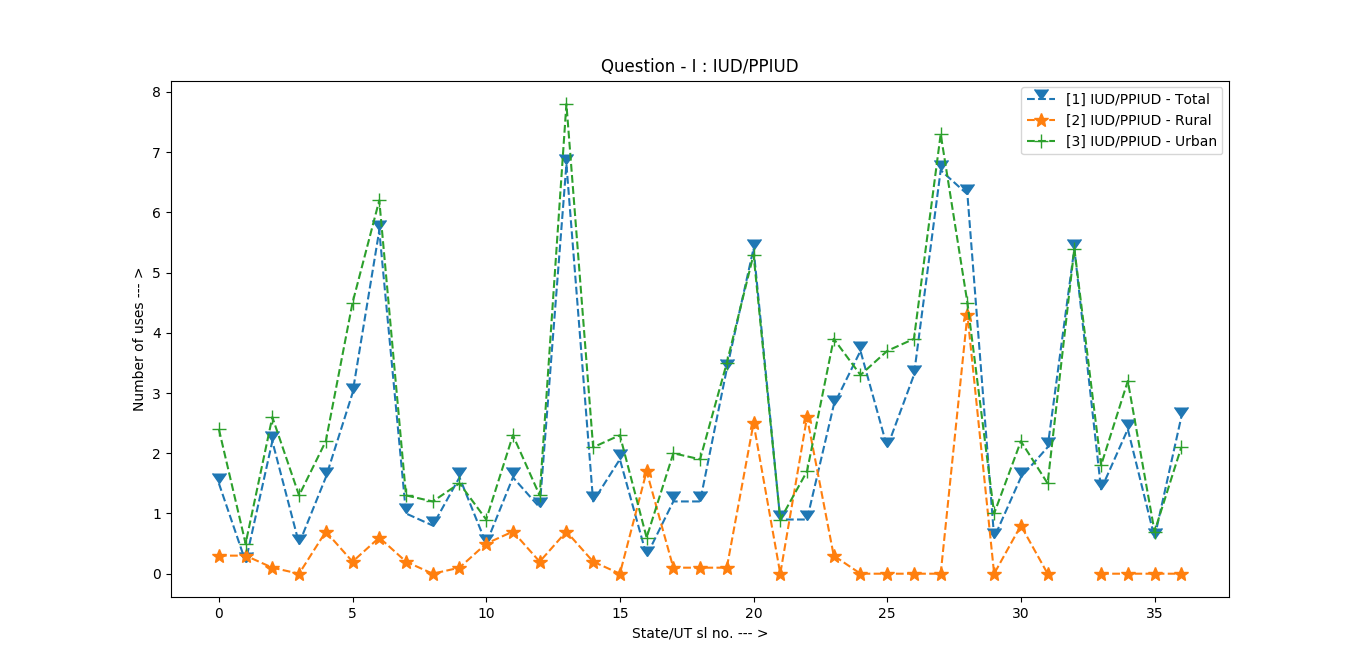 Question - I : IUD/PPIUD
[1] IUD/PPIUD - Total
[2] IUD/PPIUD - Rural
[3] IUD/PPIUD - Urban
Number of uses --- >
8
7
6
5
4
3
2
1
0
0 5 10 15 20 25 30 35
State/UT sl no. --- >